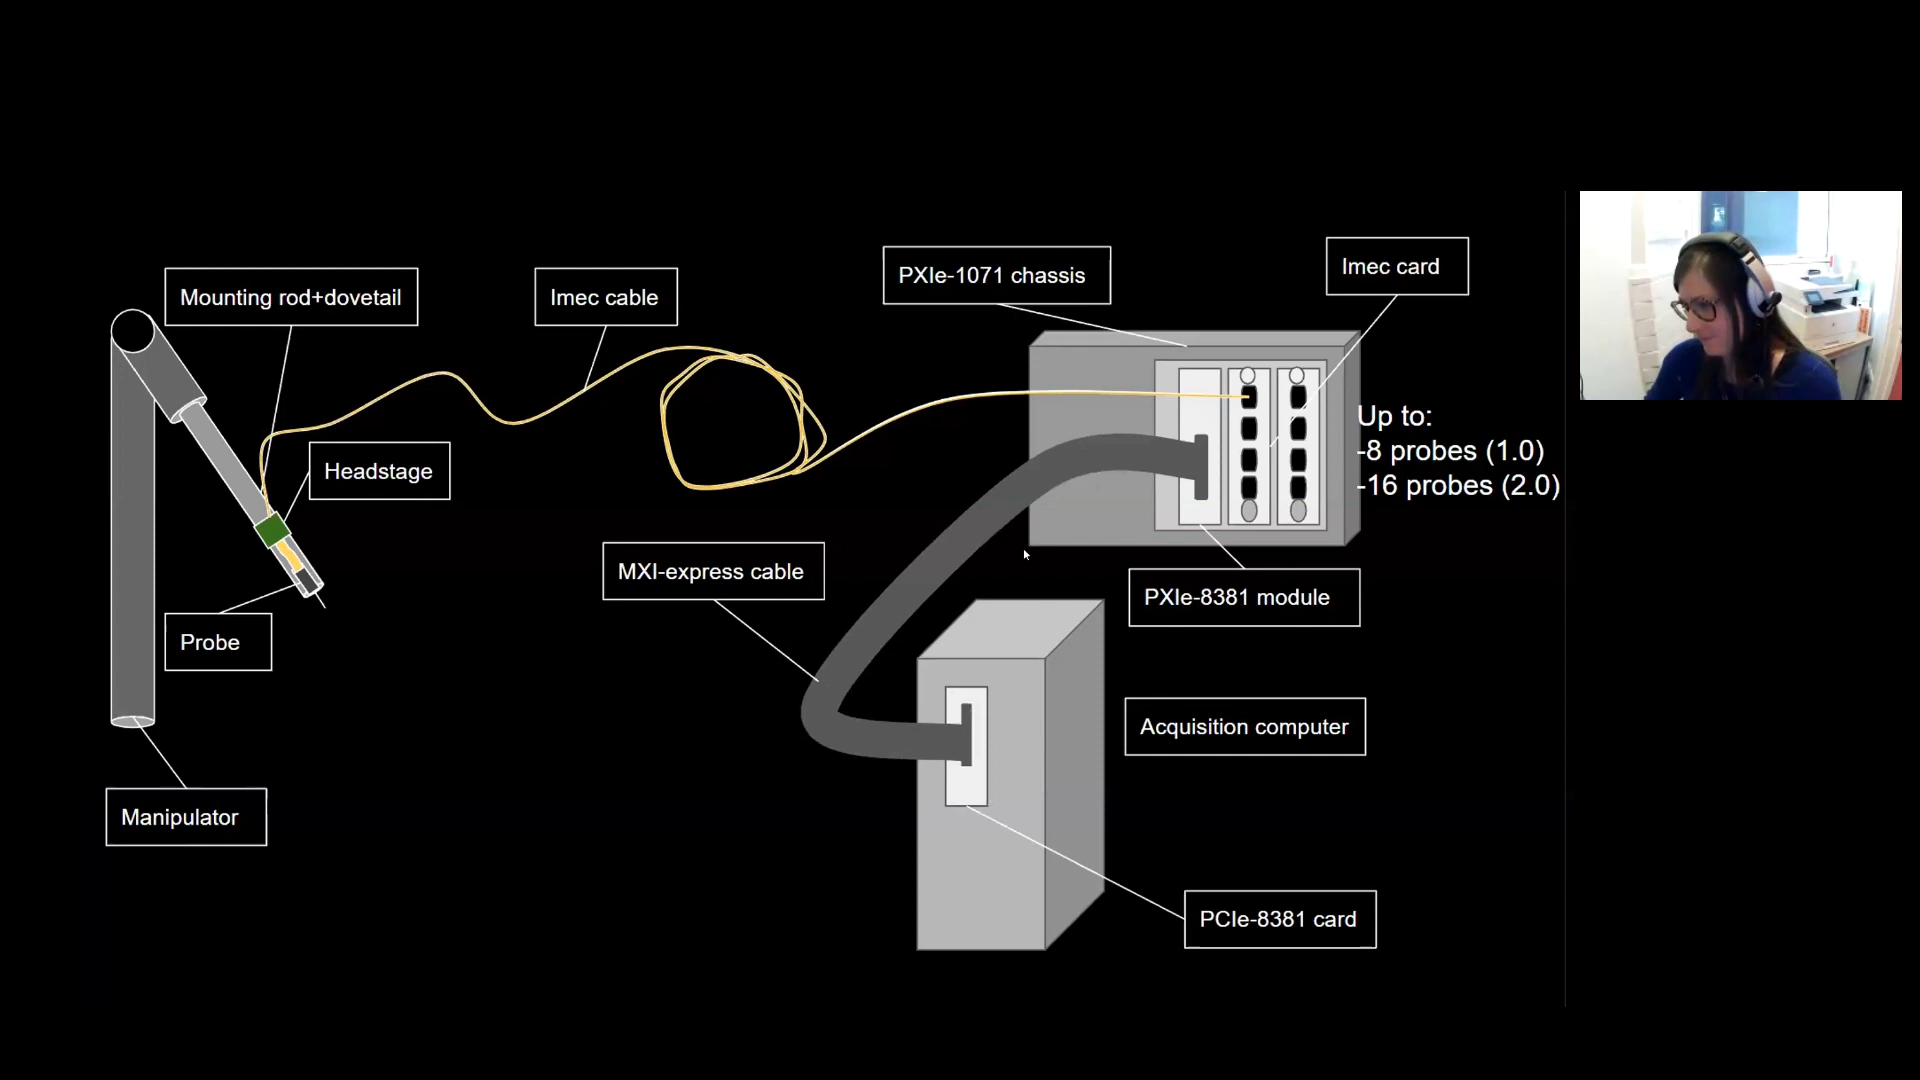 PXIe-1071 chassis
Imec card
Mounting rod+dovetail
Imec cable
Up to:
-8 probes (1.0)
-16 probes (2.0)
Headstage
MXI-express cable
PXIe-8381 module
Probe
Acquisition computer
Manipulator
PCIe-8381 card